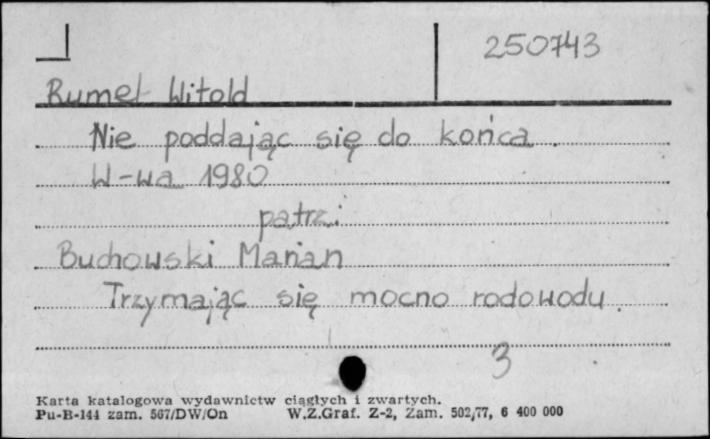 250743
Rumel Witold
Nie poddając się do końca.
W-wa 1980
patrz:
Buchowski Marian
Trzymając się mocno rodowodu.
3
Karta katalogowa wydawnictw ciągłych i zwartych.
Pu-B-144 zam. 567/DW/On W.Z.Graf. Z-2, Zam. 502/77, 6 400 000